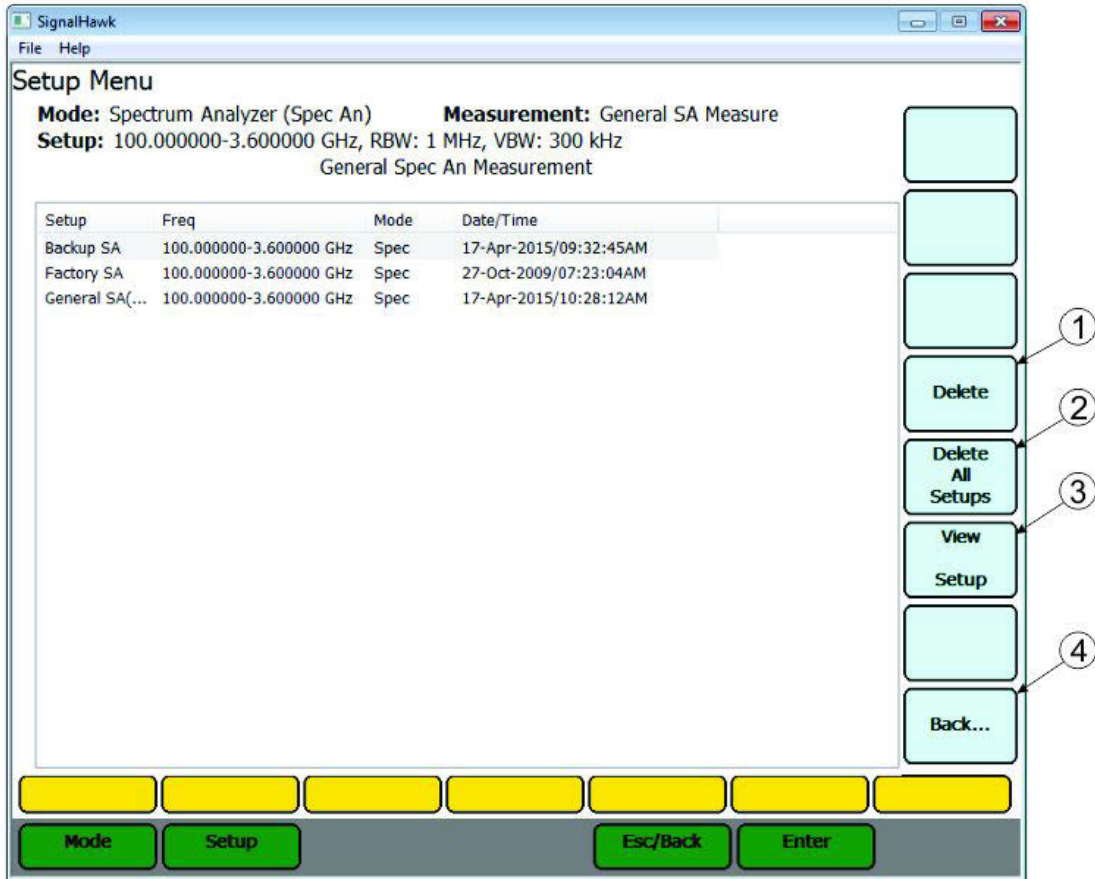 SignalHawk
File Help
Setup Menu
Mode: Spectrum Analyzer (Spec An) Measurement: General SA Measure
Setup: 100.000000-3.600000 GHz, RBW: 1 MHz, VBW: 300 kHz
General Spec An Measurement
Setup Freq Mode Date/Time
Backup SA 100.000000-3.600000 GHz Spec 17-Apr-2015/09:32:45AM
Factory SA 100.000000-3.600000 GHz Spec 27-Oct-2009/07:23:04AM
General SA(... 100.000000-3.600000 GHz Spec 17-Apr-2015/10:28:12AM
1
Delete
2
Delete
All
Setups
3
View
Setup
4
Back...
Mode Setup Esc/Back Enter